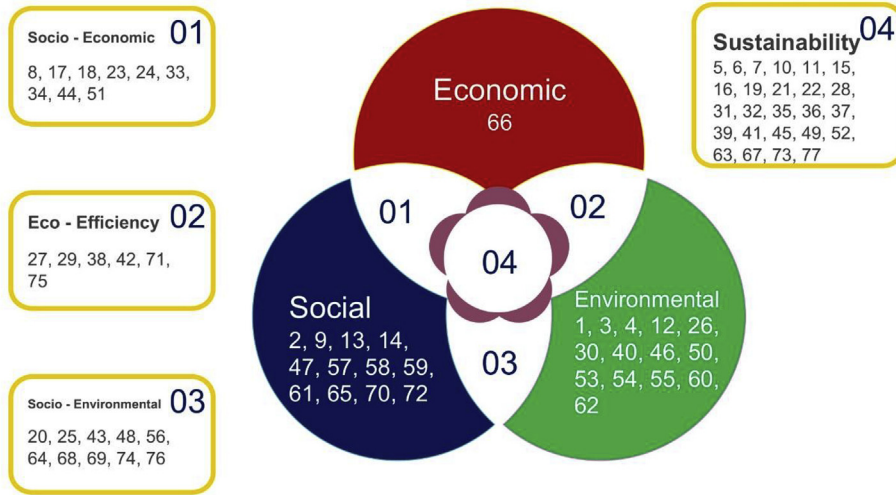 Socio - Economic 01
8, 17, 18, 23, 24, 33,
34, 44, 51
Eco - Efficiency 02
27, 29, 38, 42, 71,
75
Socio - Environmental 03
20, 25, 43, 48, 56,
64, 68, 69, 74, 76
Economic
66
01
02
04
03
Social
2, 9, 13, 14,
47, 57, 58, 59,
61, 65, 70, 72
Environmental
1, 3, 4, 12, 26,
30, 40, 46, 50,
53, 54, 55, 60,
62
Sustainability 04
5, 6, 7, 10, 11, 15,
16, 19, 21, 22, 28,
31, 32, 35, 36, 37,
39, 41, 45, 49, 52,
63, 67, 73, 77